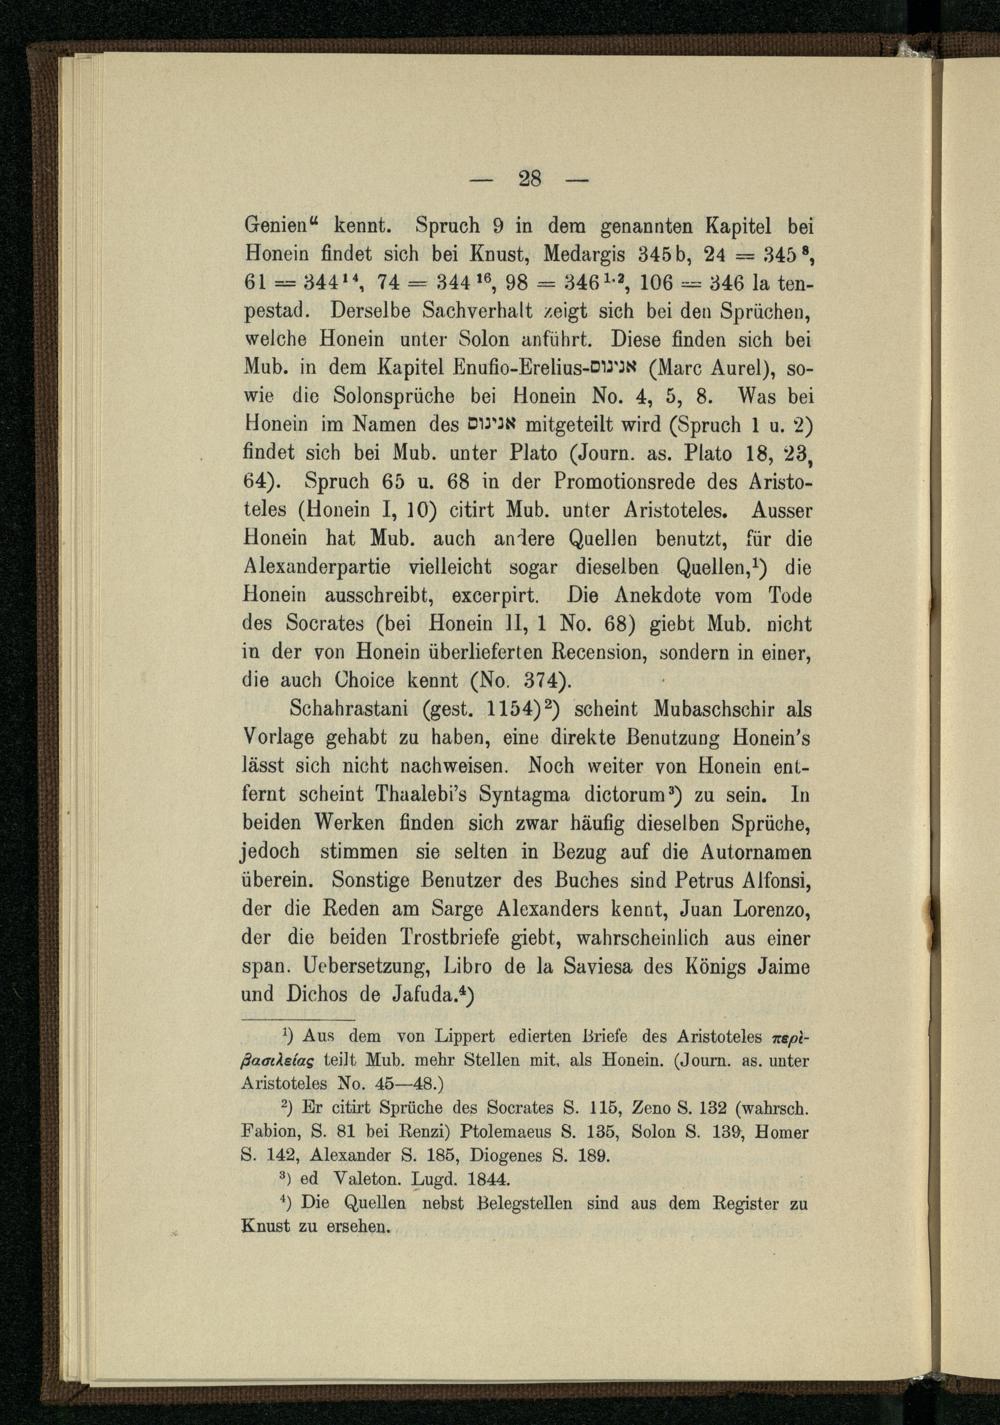 — 28 —
Genien“ kennt. Spruch 9 in dem genannten Kapitel bei
Honein findet sich bei Knust, Medargis 345b, 24 = 345⁸,
61 = 344¹⁴, 74 = 344¹⁶, 98 = 346¹·², 106 = 346 la ten-
pestad. Derselbe Sachverhalt zeigt sich bei den Sprüchen,
welche Honein unter Solon anführt. Diese finden sich bei
Mub. in dem Kapitel Enufio-Erelius-אנינוס (Marc Aurel), so-
wie die Solonsprüche bei Honein No. 4, 5, 8. Was bei
Honein im Namen des אנינוס mitgeteilt wird (Spruch 1 u. 2)
findet sich bei Mub. unter Plato (Journ. as. Plato 18, 23,
64). Spruch 65 u. 68 in der Promotionsrede des Aristo-
teles (Honein I, 10) citirt Mub. unter Aristoteles. Ausser
Honein hat Mub. auch andere Quellen benutzt, für die
Alexanderpartie vielleicht sogar dieselben Quellen,¹) die
Honein ausschreibt, excerpirt. Die Anekdote vom Tode
des Socrates (bei Honein II, 1 No. 68) giebt Mub. nicht
in der von Honein überlieferten Recension, sondern in einer,
die auch Choice kennt (No. 374).
Schahrastani (gest. 1154)²) scheint Mubaschschir als
Vorlage gehabt zu haben, eine direkte Benutzung Honein's
lässt sich nicht nachweisen. Noch weiter von Honein ent-
fernt scheint Thaalebi's Syntagma dictorum³) zu sein. In
beiden Werken finden sich zwar häufig dieselben Sprüche,
jedoch stimmen sie selten in Bezug auf die Autornamen
überein. Sonstige Benutzer des Buches sind Petrus Alfonsi,
der die Reden am Sarge Alexanders kennt, Juan Lorenzo,
der die beiden Trostbriefe giebt, wahrscheinlich aus einer
span. Uebersetzung, Libro de la Saviesa des Königs Jaime
und Dichos de Jafuda.⁴)
¹) Aus dem von Lippert edierten Briefe des Aristoteles περὶ-
βασιλείας teilt Mub. mehr Stellen mit, als Honein. (Journ. as. unter
Aristoteles No. 45—48.)
²) Er citirt Sprüche des Socrates S. 115, Zeno S. 132 (wahrsch.
Fabion, S. 81 bei Renzi) Ptolemaeus S. 135, Solon S. 139, Homer
S. 142, Alexander S. 185, Diogenes S. 189.
³) ed Valeton. Lugd. 1844.
⁴) Die Quellen nebst Belegstellen sind aus dem Register zu
Knust zu ersehen.